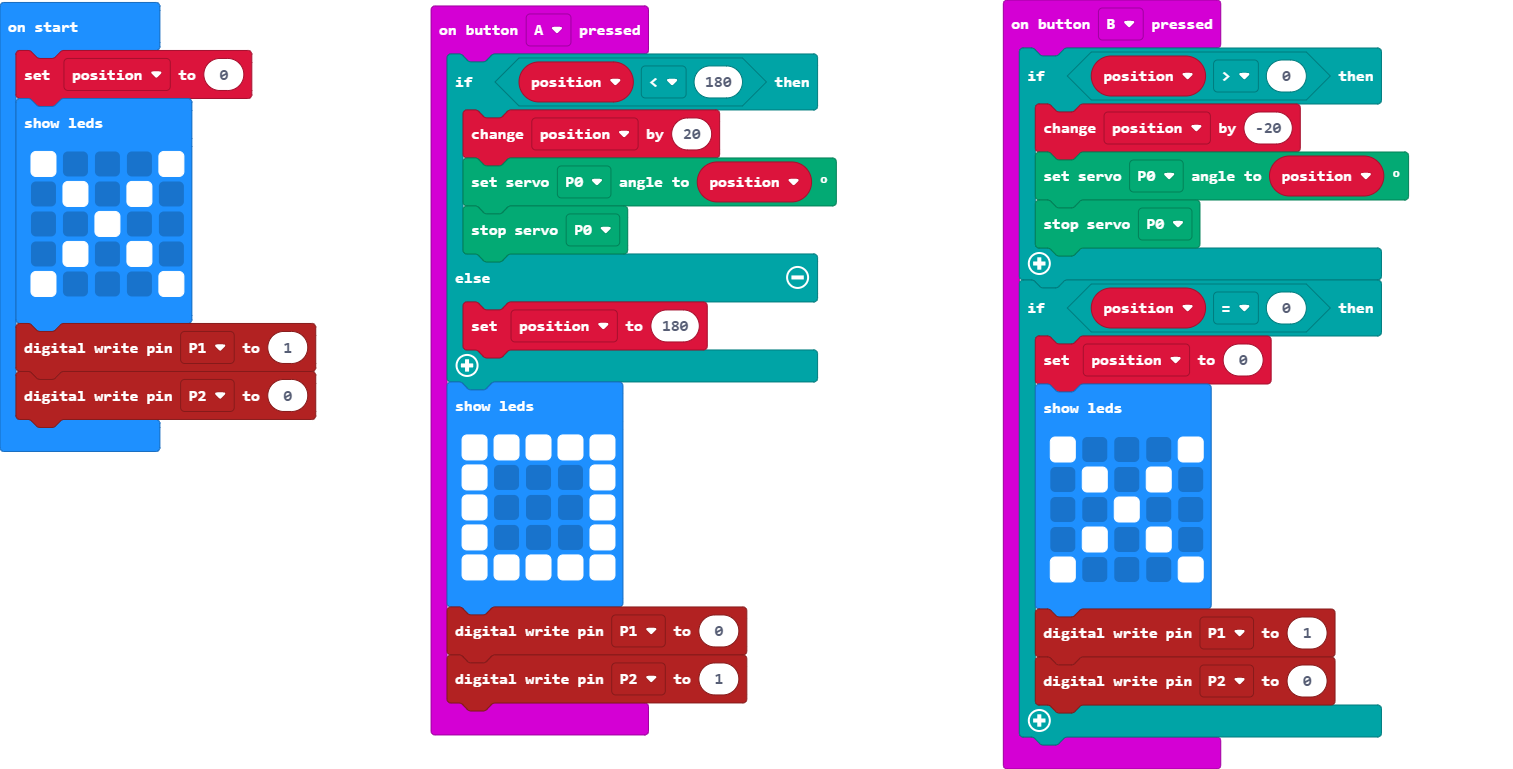 on start
set position to 0
show leds
digital write pin P1 to 1
digital write pin P2 to 0
on button A pressed
if position < 180 then
change position by 20
set servo P0 angle to position °
stop servo P0
else
set position to 180
show leds
digital write pin P1 to 0
digital write pin P2 to 1
on button B pressed
if position > 0 then
change position by -20
set servo P0 angle to position °
stop servo P0
if position = 0 then
set position to 0
show leds
digital write pin P1 to 1
digital write pin P2 to 0